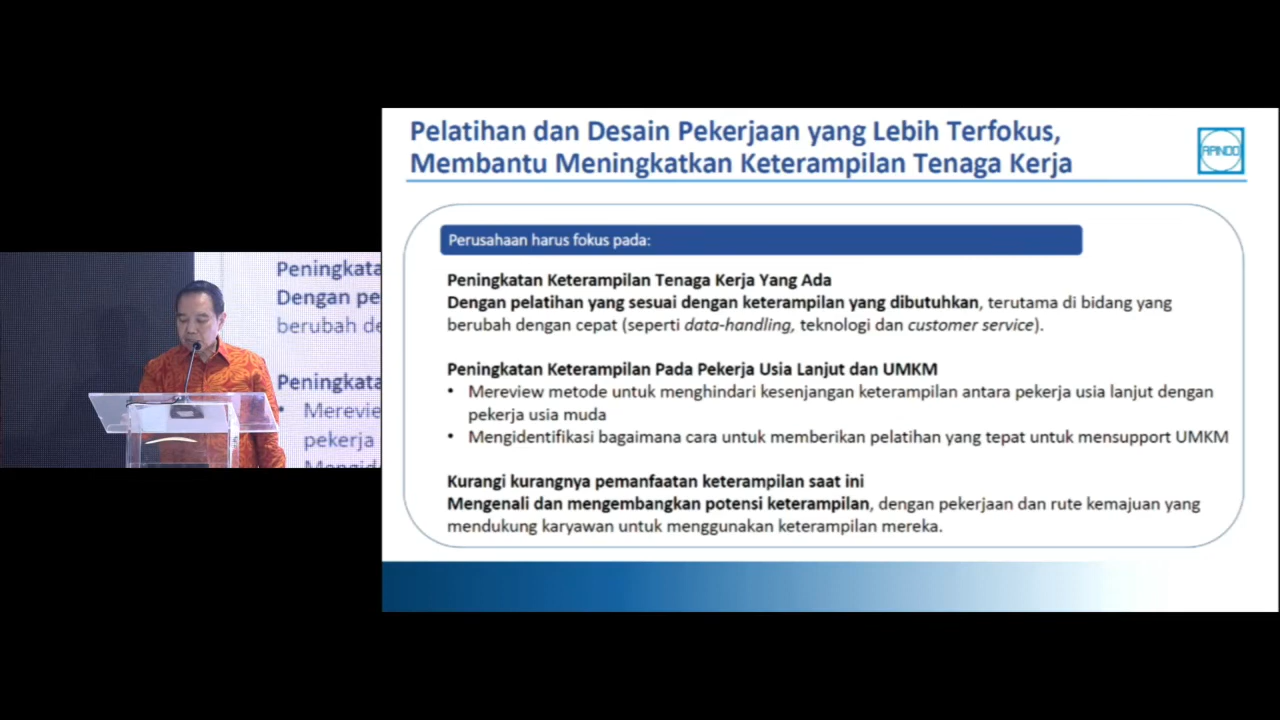 Pelatihan dan Desain Pekerjaan yang Lebih Terfokus,
Membantu Meningkatkan Keterampilan Tenaga Kerja
APINDO
Perusahaan harus fokus pada:
Peningkatan Keterampilan Tenaga Kerja Yang Ada
Dengan pelatihan yang sesuai dengan keterampilan yang dibutuhkan, terutama di bidang yang
berubah dengan cepat (seperti data-handling, teknologi dan customer service).
Peningkatan Keterampilan Pada Pekerja Usia Lanjut dan UMKM
• Mereview metode untuk menghindari kesenjangan keterampilan antara pekerja usia lanjut dengan
pekerja usia muda
• Mengidentifikasi bagaimana cara untuk memberikan pelatihan yang tepat untuk mensupport UMKM
Kurangi kurangnya pemanfaatan keterampilan saat ini
Mengenali dan mengembangkan potensi keterampilan, dengan pekerjaan dan rute kemajuan yang
mendukung karyawan untuk menggunakan keterampilan mereka.
Peningkata
Dengan pe
berubah de
Peningkata
• Mereview
pekerja